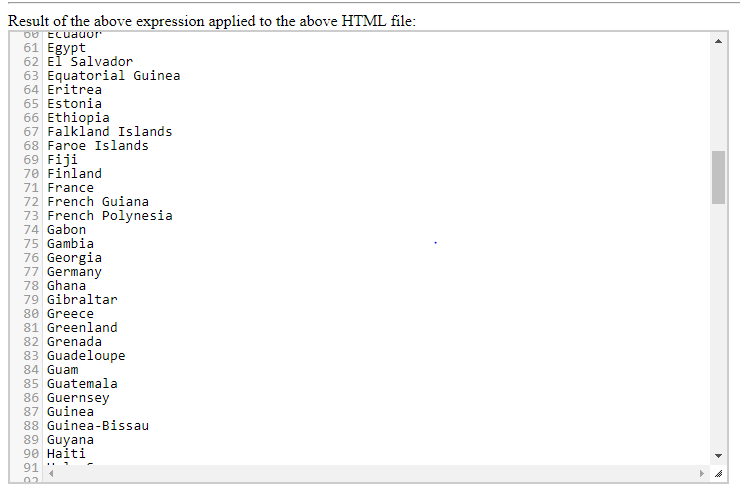 Result of the above expression applied to the above HTML file:
60 Ecuador
61 Egypt
62 El Salvador
63 Equatorial Guinea
64 Eritrea
65 Estonia
66 Ethiopia
67 Falkland Islands
68 Faroe Islands
69 Fiji
70 Finland
71 France
72 French Guiana
73 French Polynesia
74 Gabon
75 Gambia
76 Georgia
77 Germany
78 Ghana
79 Gibraltar
80 Greece
81 Greenland
82 Grenada
83 Guadeloupe
84 Guam
85 Guatemala
86 Guernsey
87 Guinea
88 Guinea-Bissau
89 Guyana
90 Haiti
91
92